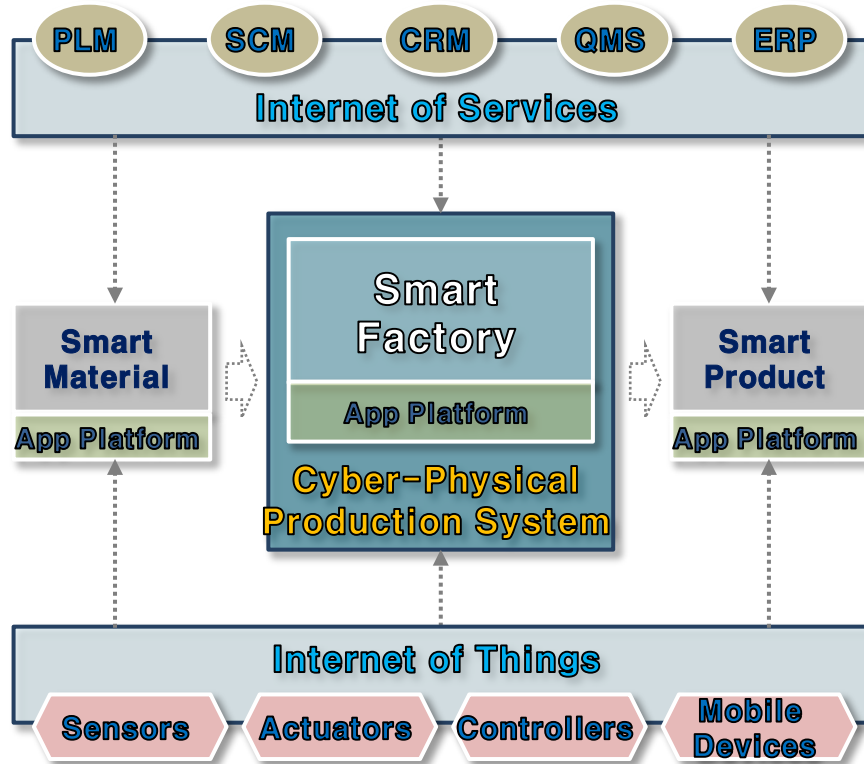 PLM
SCM
CRM
QMS
ERP
Internet of Services
Smart
Material
App Platform
Smart
Factory
App Platform
Cyber-Physical
Production System
Smart
Product
App Platform
Internet of Things
Sensors
Actuators
Controllers
Mobile
Devices